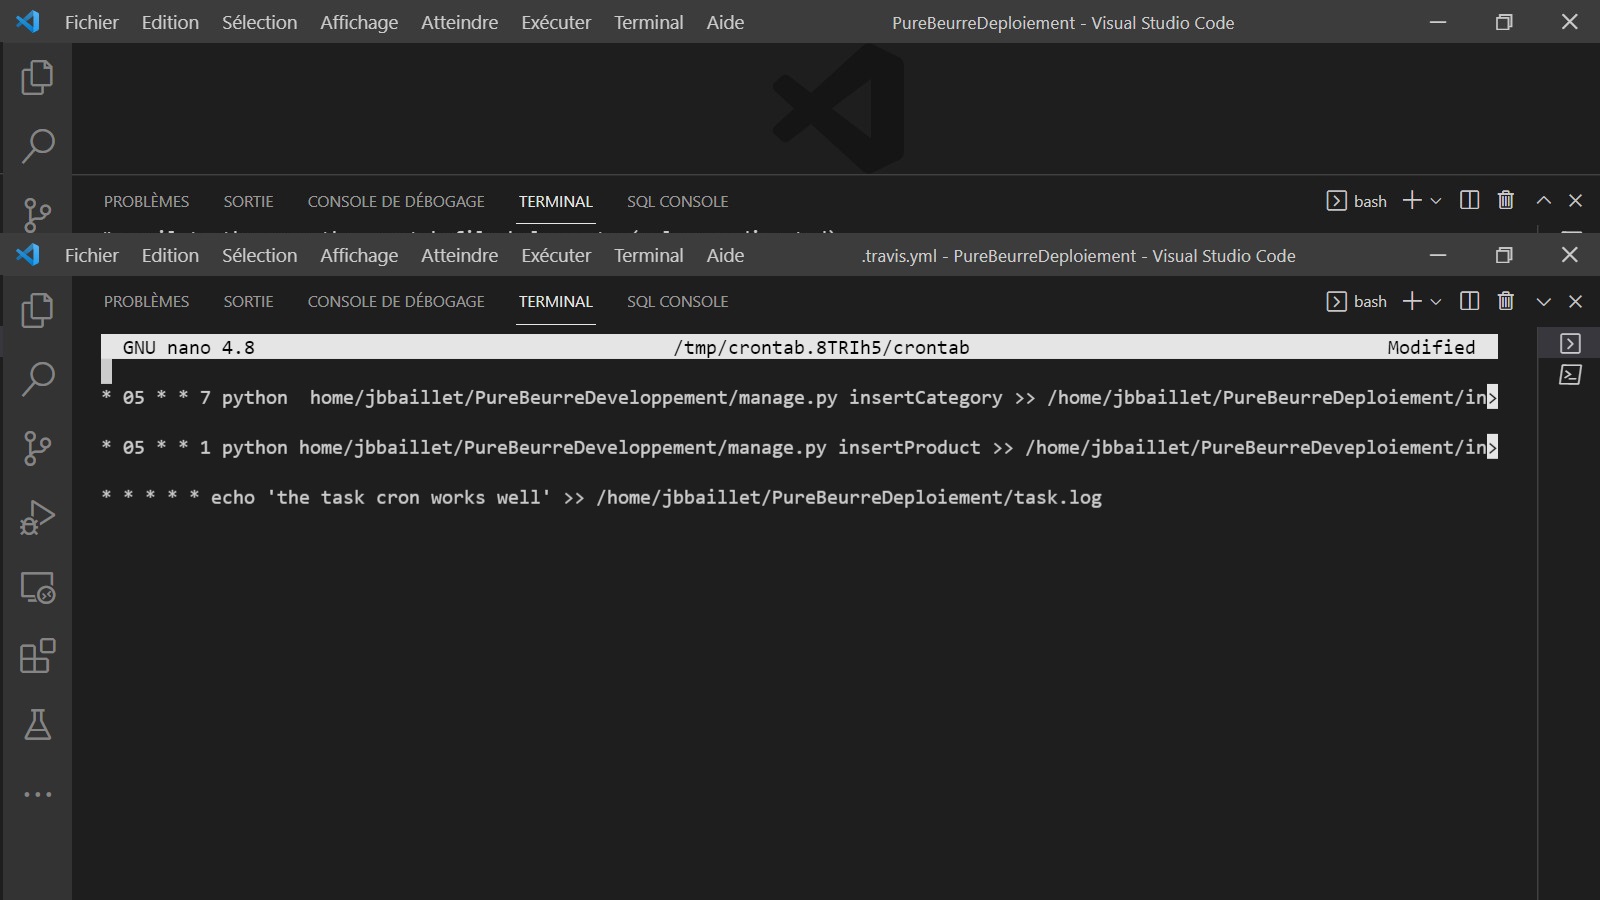 Fichier Edition Sélection Affichage Atteindre Exécuter Terminal Aide PureBeurreDeploiement - Visual Studio Code
PROBLÈMES SORTIE CONSOLE DE DÉBOGAGE TERMINAL SQL CONSOLE bash
Fichier Edition Sélection Affichage Atteindre Exécuter Terminal Aide .travis.yml - PureBeurreDeploiement - Visual Studio Code
PROBLÈMES SORTIE CONSOLE DE DÉBOGAGE TERMINAL SQL CONSOLE bash
GNU nano 4.8 /tmp/crontab.8TRIh5/crontab Modified
* 05 * * 7 python  home/jbbaillet/PureBeurreDeveloppement/manage.py insertCategory >> /home/jbbaillet/PureBeurreDeploiement/in>
* 05 * * 1 python home/jbbaillet/PureBeurreDeveloppement/manage.py insertProduct >> /home/jbbaillet/PureBeurreDeveploiement/in>
* * * * * echo 'the task cron works well' >> /home/jbbaillet/PureBeurreDeploiement/task.log